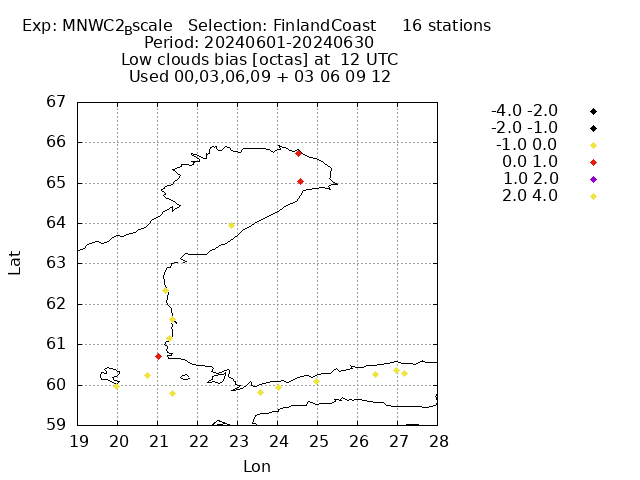 Exp: MNWC2_Bscale   Selection: FinlandCoast     16 stations
Period: 20240601-20240630
Low clouds bias [octas] at  12 UTC
Used 00,03,06,09 + 03 06 09 12
-4.0 -2.0
-2.0 -1.0
-1.0 0.0
0.0 1.0
1.0 2.0
2.0 4.0
67
66
65
64
63
62
61
60
59
Lat
19 20 21 22 23 24 25 26 27 28
Lon